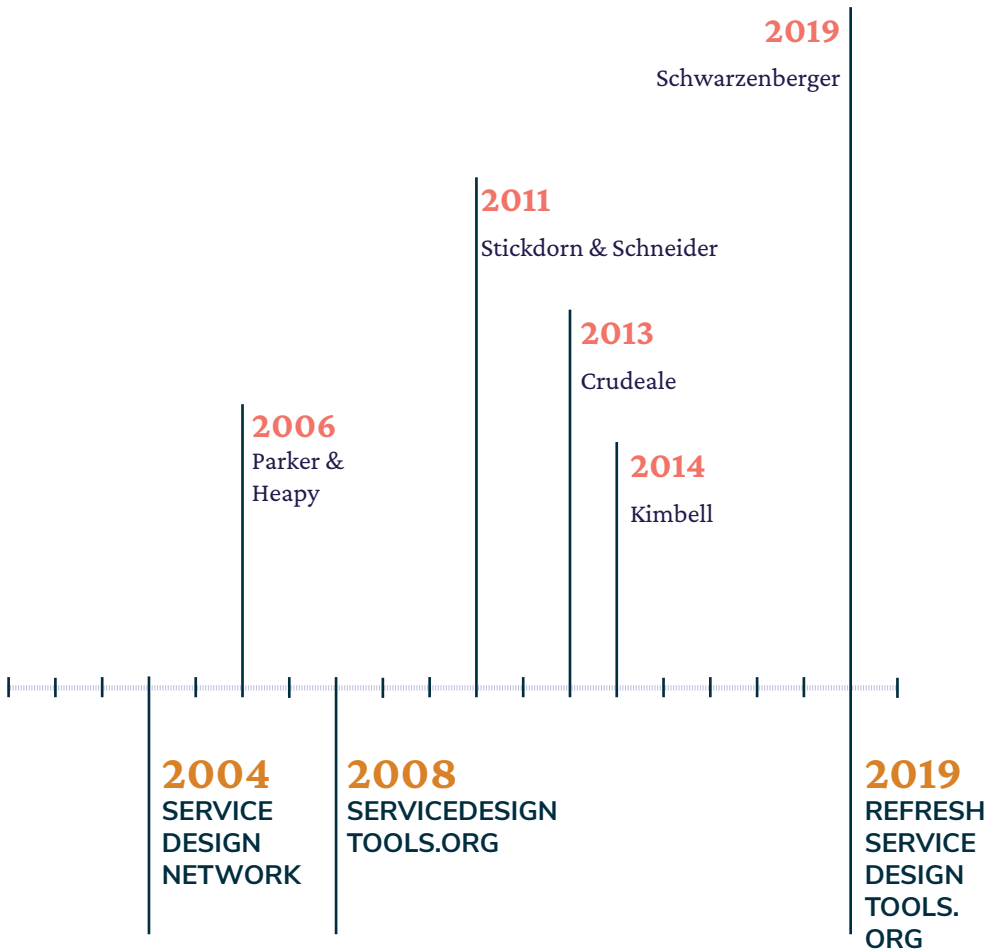 2019
Schwarzenberger
2011
Stickdorn & Schneider
2013
Crudeale
2006
Parker &
Heapy
2014
Kimbell
2004
SERVICE
DESIGN
NETWORK
2008
SERVICEDESIGN
TOOLS.ORG
2019
REFRESH
SERVICE
DESIGN
TOOLS.
ORG